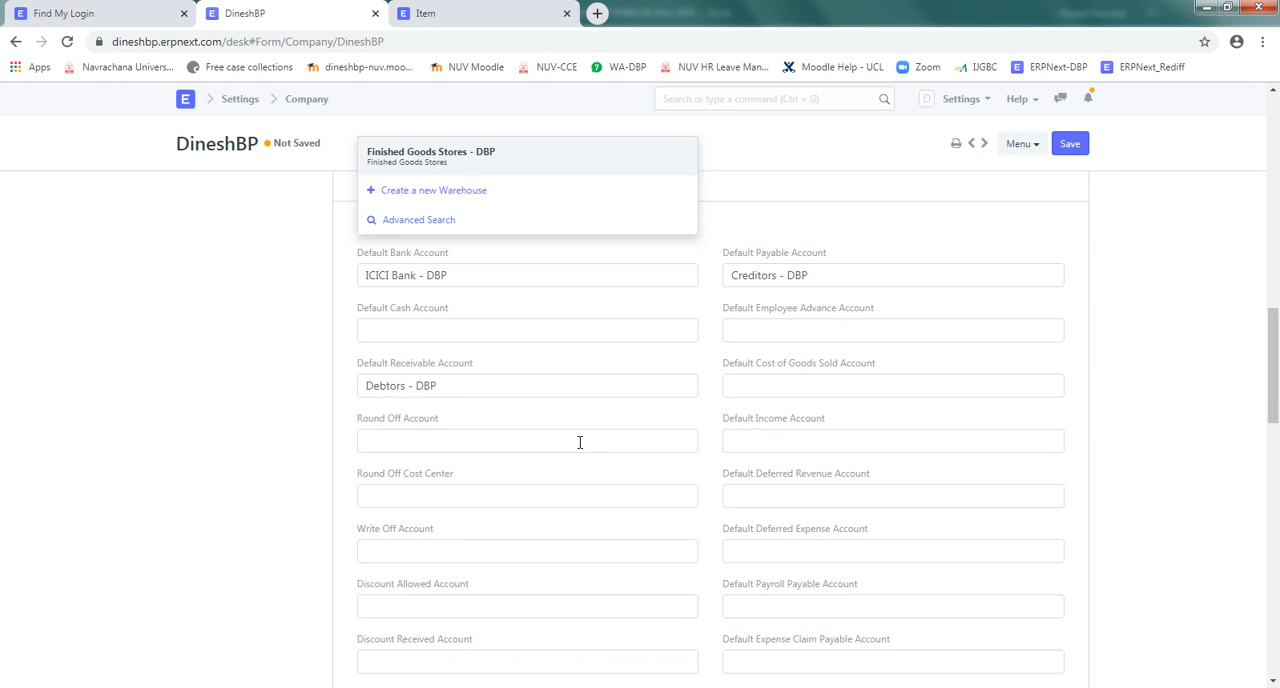 Find My Login
DineshBP
Item
dineshbp.erpnext.com/desk#Form/Company/DineshBP
Apps
Navrachana Univers...
Free case collections
dineshbp-nuv.moo...
NUV Moodle
NUV-CCE
WA-DBP
NUV HR Leave Man...
Moodle Help - UCL
Zoom
IJGBC
ERPNext-DBP
ERPNext_Rediff
E
Settings
Company
Search or type a command (Ctrl + G)
D
Settings
Help
DineshBP
Not Saved
Menu
Save
Finished Goods Stores - DBP
Finished Goods Stores
Create a new Warehouse
Advanced Search
Default Bank Account
Default Payable Account
ICICI Bank - DBP
Creditors - DBP
Default Cash Account
Default Employee Advance Account
Default Receivable Account
Default Cost of Goods Sold Account
Debtors - DBP
Round Off Account
Default Income Account
Round Off Cost Center
Default Deferred Revenue Account
Write Off Account
Default Deferred Expense Account
Discount Allowed Account
Default Payroll Payable Account
Discount Received Account
Default Expense Claim Payable Account